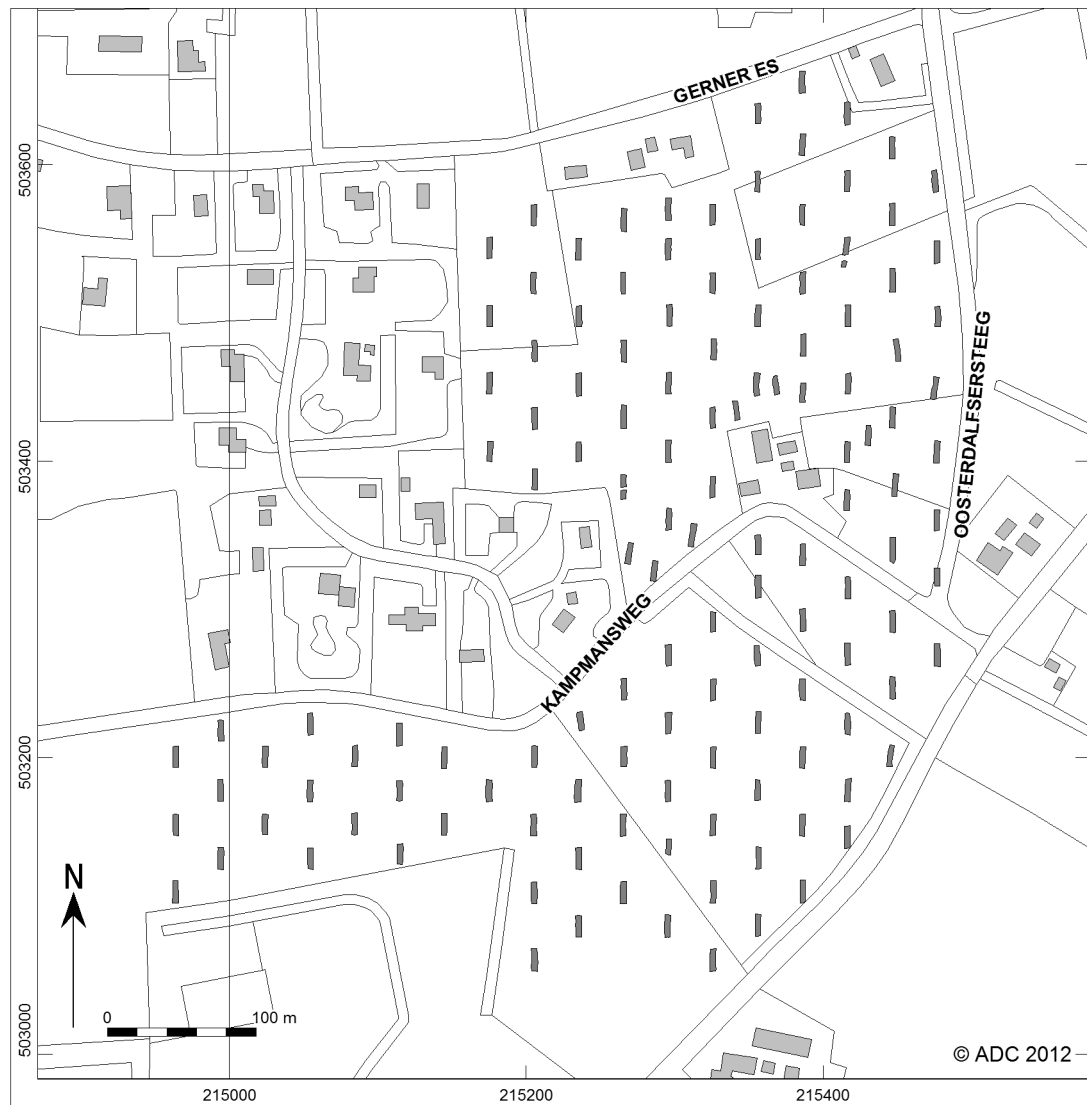 GERNER ES
503600
OOSTERDALFSERSTEEG
503400
KAMPMANSWEG
503200
N
0 100 m
503000
© ADC 2012
215000 215200 215400